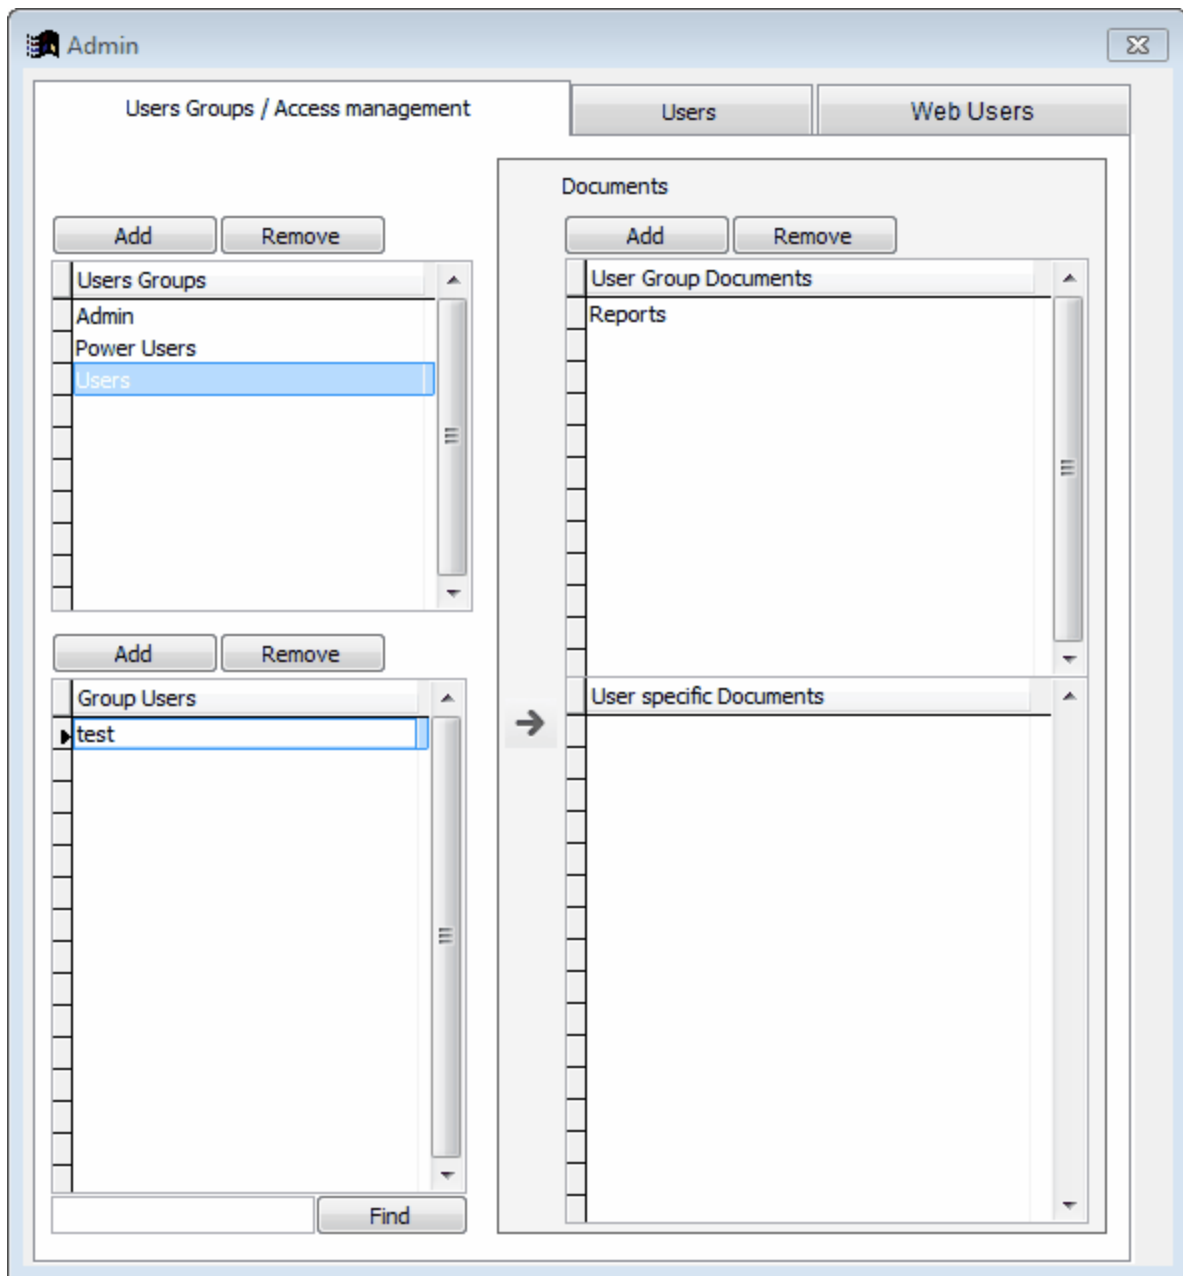 Admin
Users Groups / Access management
Users
Web Users
Documents
Add
Remove
Users Groups
Admin
Power Users
Users
Add
Remove
Group Users
test
Find
Add
Remove
User Group Documents
Reports
User specific Documents